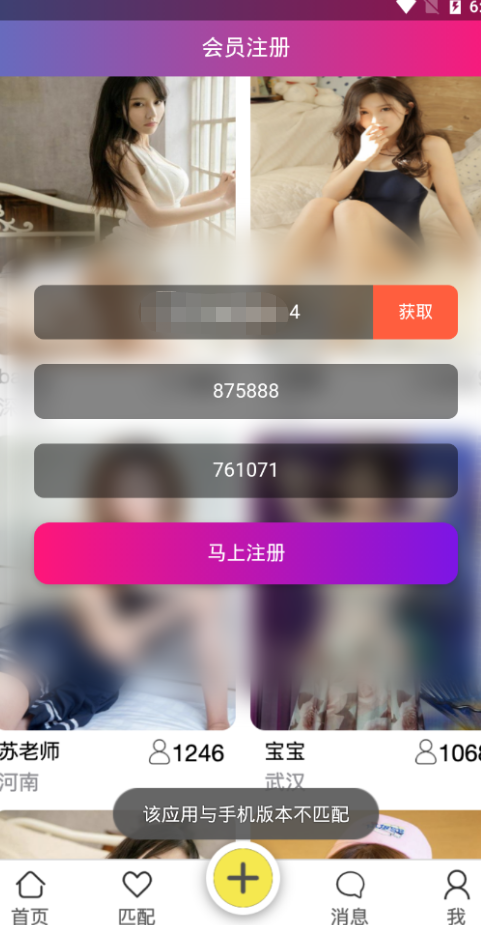 会员注册
4
获取
875888
761071
马上注册
苏老师
1246
宝宝
河南
武汉
该应用与手机版本不匹配
首页
匹配
消息
我